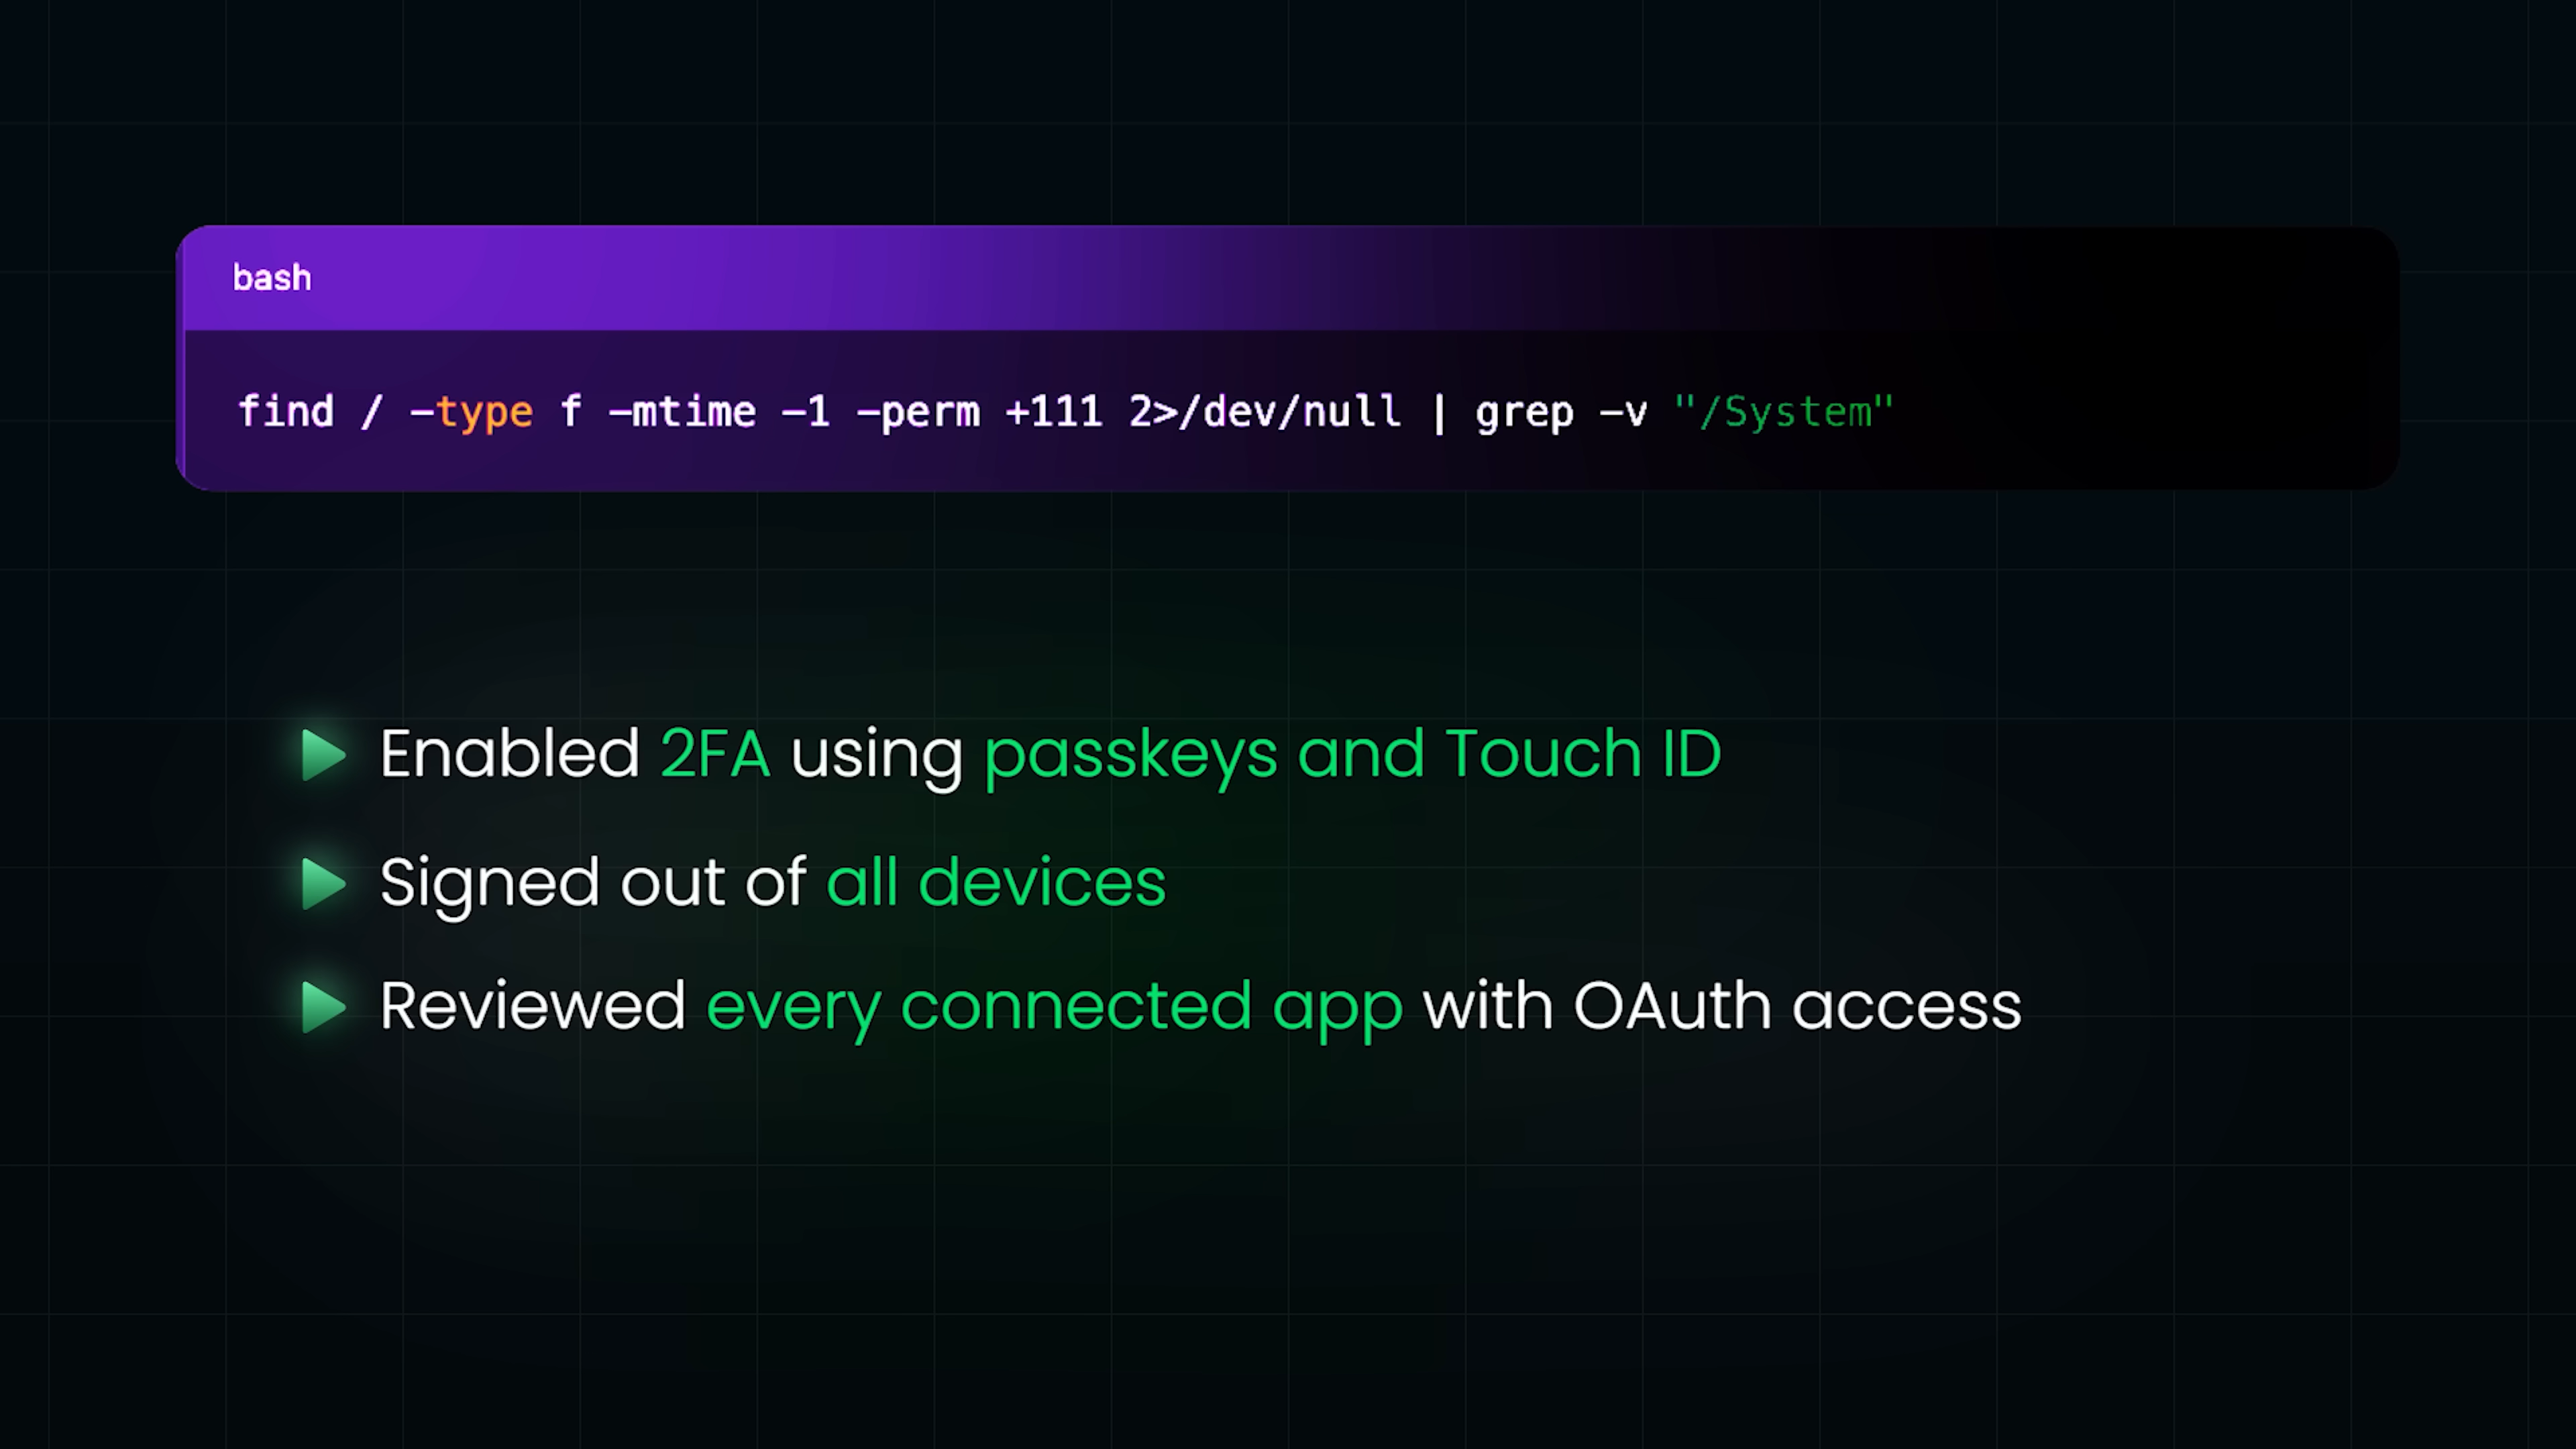 bash
find / -type f -mtime -1 -perm +111 2>/dev/null | grep -v "/System"
Enabled 2FA using passkeys and Touch ID
Signed out of all devices
Reviewed every connected app with OAuth access